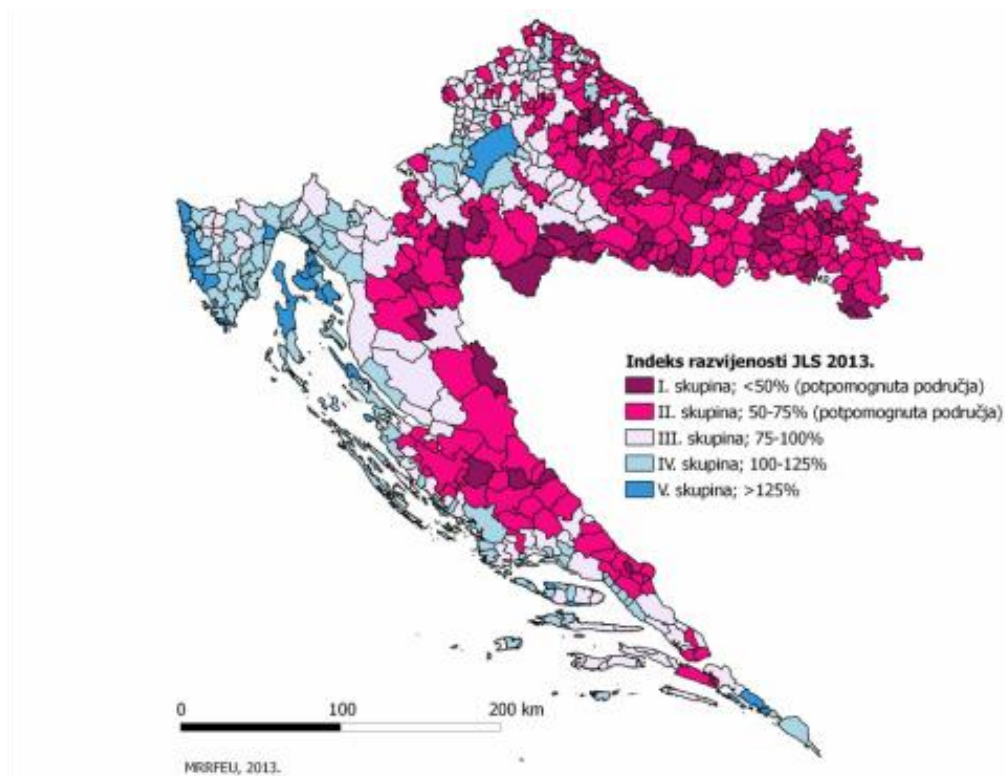 Indeks razvijenosti JLS 2013.
I. skupina; <50% (potpomognuta područja)
II. skupina; 50-75% (potpomognuta područja)
III. skupina; 75-100%
IV. skupina; 100-125%
V. skupina; >125%
0 100 200 km
MRRFEU, 2013.